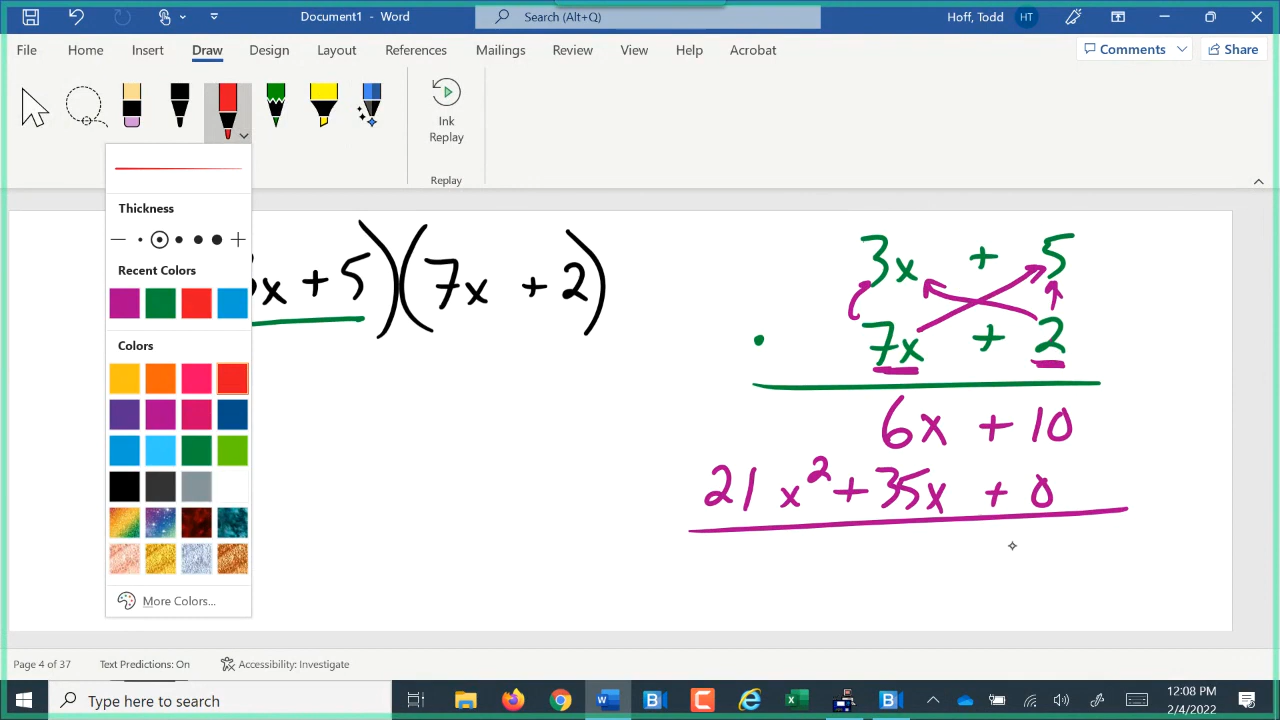 Document1 - Word
Search (Alt+Q)
Hoff, Todd
HT
File Home Insert Draw Design Layout References Mailings Review View Help Acrobat
Comments
Share
Ink
Replay
Replay
Thickness
Recent Colors
Colors
More Colors...
x + 5)(7x + 2)
3x + 5
· 7x + 2
6x + 10
21 x² + 35x + 0
Page 4 of 37
Text Predictions: On
Accessibility: Investigate
Type here to search
12:08 PM
2/4/2022